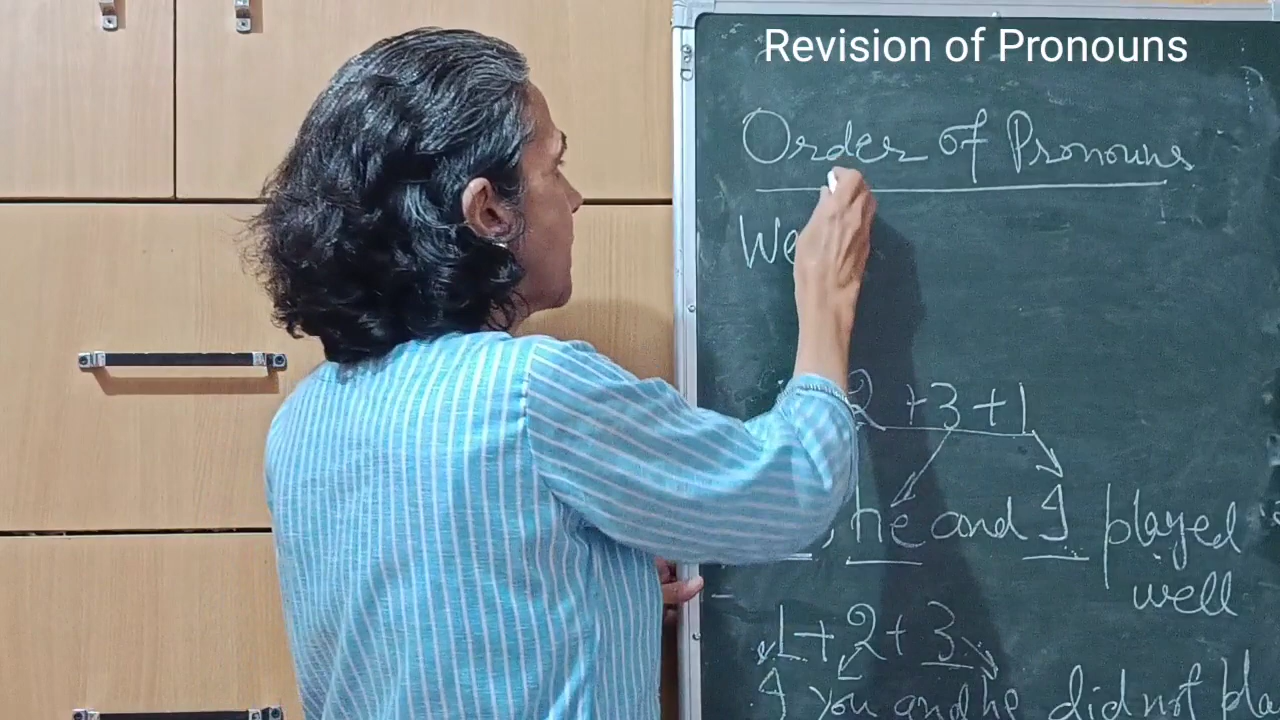 Revision of Pronouns
Order of Pronouns
We
2 + 3 + 1
, he and I played
well
1 + 2 + 3
I you and he did not pla